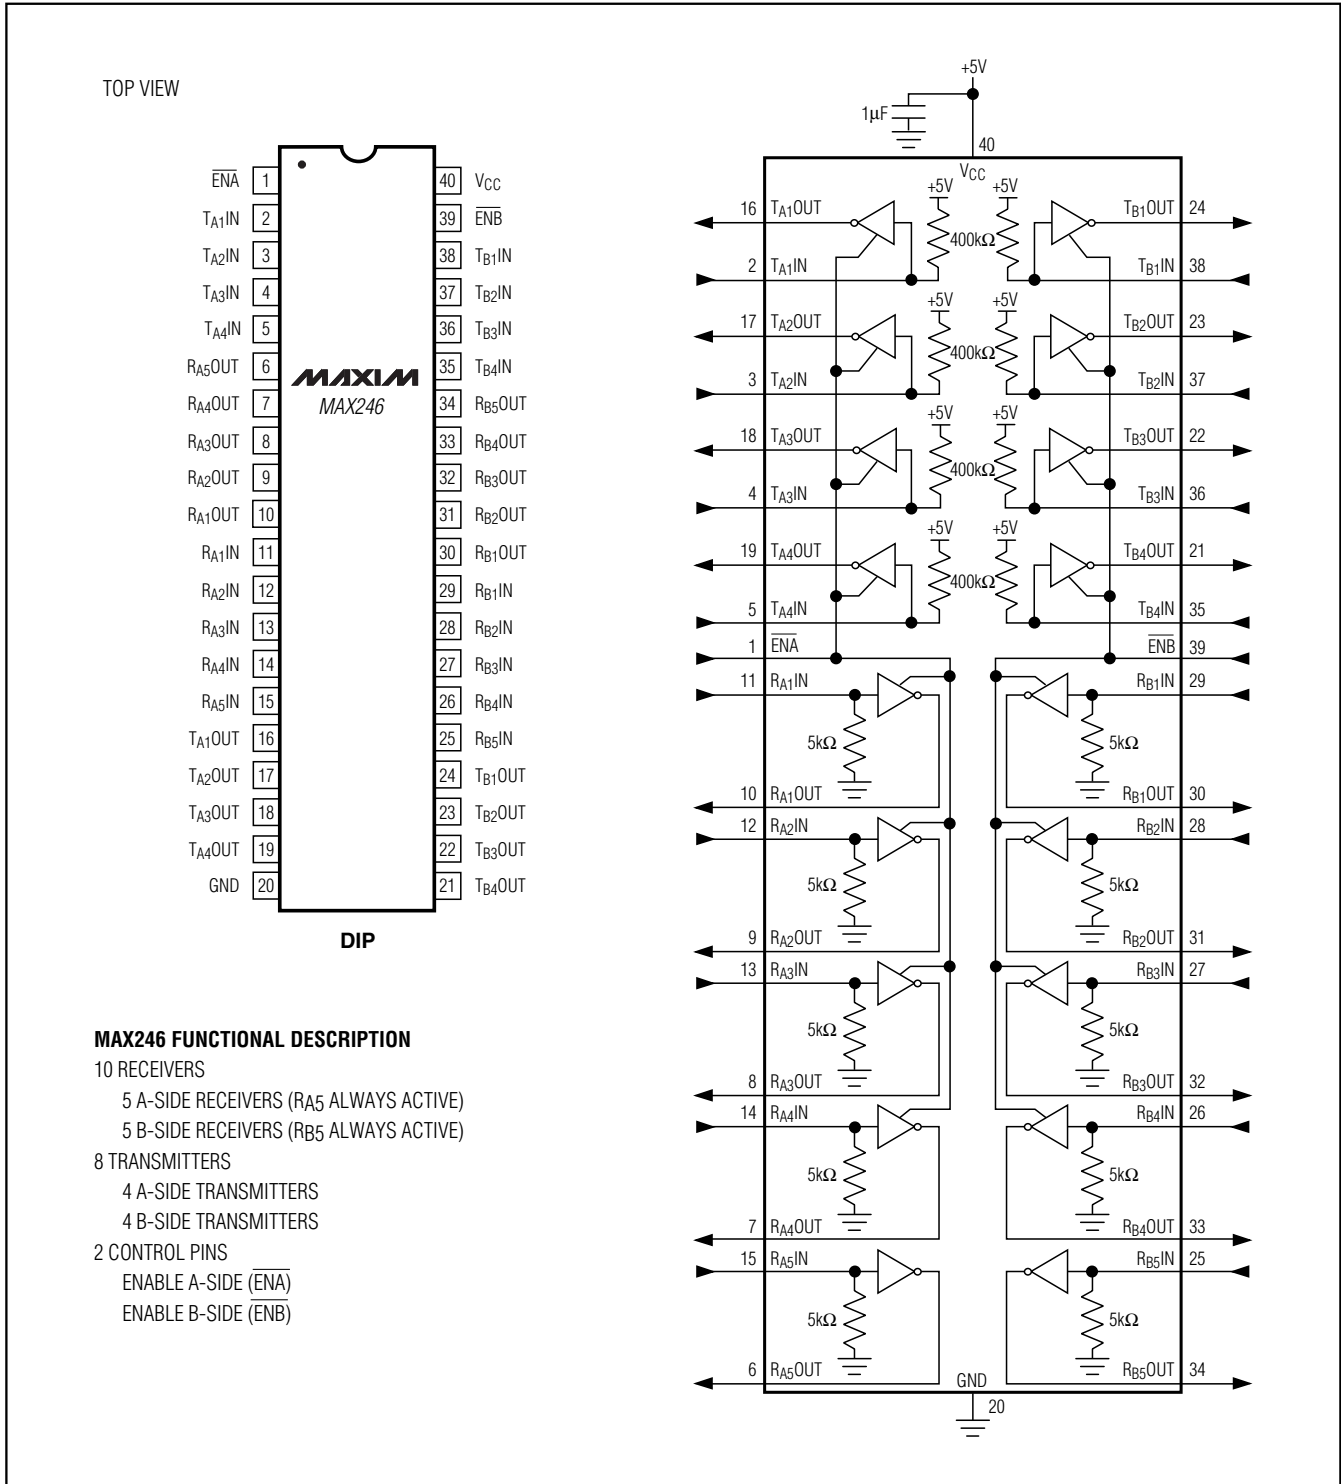 TOP VIEW
ENA 1
TA1IN 2
TA2IN 3
TA3IN 4
TA4IN 5
RA5OUT 6
RA4OUT 7
RA3OUT 8
RA2OUT 9
RA1OUT 10
RA1IN 11
RA2IN 12
RA3IN 13
RA4IN 14
RA5IN 15
TA1OUT 16
TA2OUT 17
TA3OUT 18
TA4OUT 19
GND 20
MAXIM
MAX246
40 VCC
39 ENB
38 TB1IN
37 TB2IN
36 TB3IN
35 TB4IN
34 RB5OUT
33 RB4OUT
32 RB3OUT
31 RB2OUT
30 RB1OUT
29 RB1IN
28 RB2IN
27 RB3IN
26 RB4IN
25 RB5IN
24 TB1OUT
23 TB2OUT
22 TB3OUT
21 TB4OUT
DIP
MAX246 FUNCTIONAL DESCRIPTION
10 RECEIVERS
5 A-SIDE RECEIVERS (RA5 ALWAYS ACTIVE)
5 B-SIDE RECEIVERS (RB5 ALWAYS ACTIVE)
8 TRANSMITTERS
4 A-SIDE TRANSMITTERS
4 B-SIDE TRANSMITTERS
2 CONTROL PINS
ENABLE A-SIDE (ENA)
ENABLE B-SIDE (ENB)
+5V
1µF
40
VCC
+5V +5V
16 TA1OUT 400kΩ TB1OUT 24
2 TA1IN TB1IN 38
+5V +5V
17 TA2OUT 400kΩ TB2OUT 23
3 TA2IN TB2IN 37
+5V +5V
18 TA3OUT 400kΩ TB3OUT 22
4 TA3IN TB3IN 36
+5V +5V
19 TA4OUT 400kΩ TB4OUT 21
5 TA4IN TB4IN 35
1 ENA ENB 39
11 RA1IN RB1IN 29
5kΩ 5kΩ
10 RA1OUT RB1OUT 30
12 RA2IN RB2IN 28
5kΩ 5kΩ
9 RA2OUT RB2OUT 31
13 RA3IN RB3IN 27
5kΩ 5kΩ
8 RA3OUT RB3OUT 32
14 RA4IN RB4IN 26
5kΩ 5kΩ
7 RA4OUT RB4OUT 33
15 RA5IN RB5IN 25
5kΩ 5kΩ
6 RA5OUT RB5OUT 34
GND
20